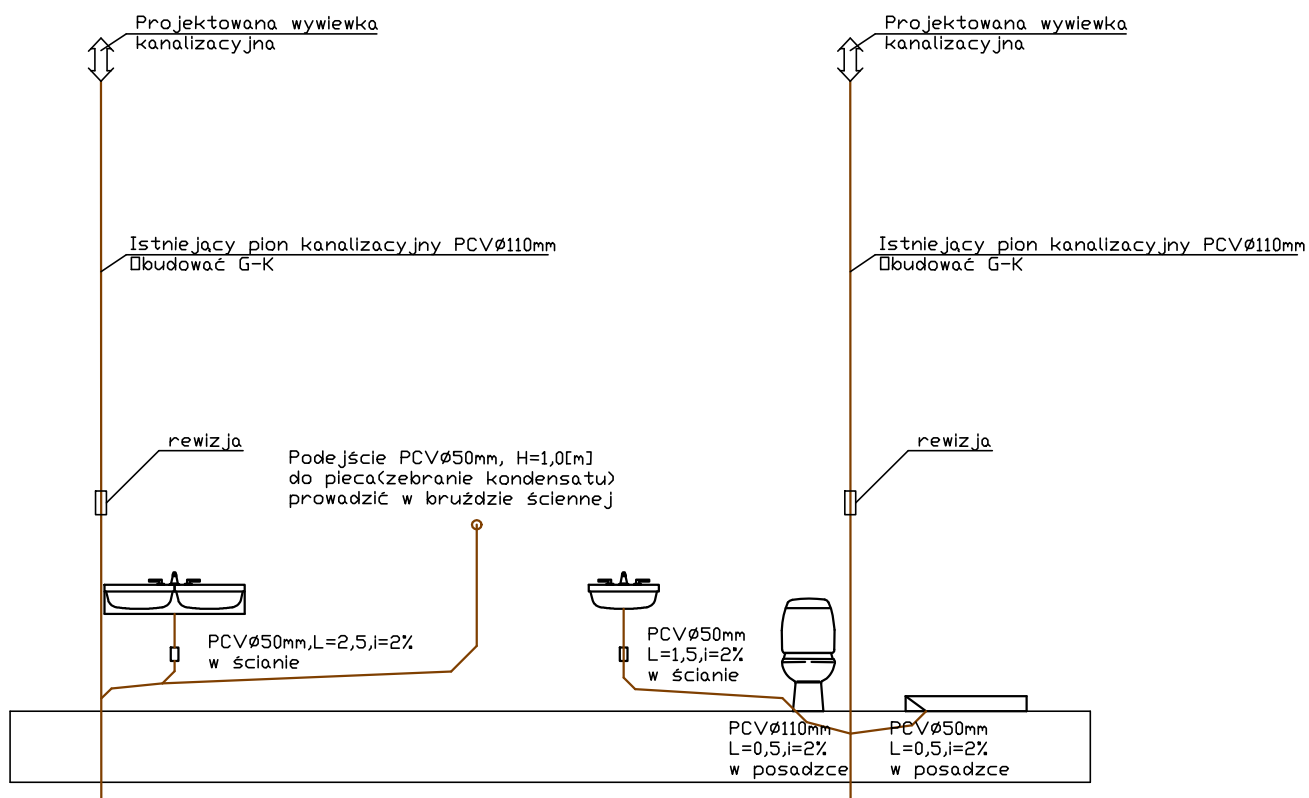 Projektowana wywiewka
kanalizacyjna
Projektowana wywiewka
kanalizacyjna
Istniejący pion kanalizacyjny PCVØ110mm
▯budować G-K
Istniejący pion kanalizacyjny PCVØ110mm
▯budować G-K
rewizja
rewizja
Podejście PCVØ50mm, H=1,0[m]
do pieca(zebranie kondensatu)
prowadzić w bruździe ściennej
PCVØ50mm,L=2,5,i=2%
w ścianie
PCVØ50mm
L=1,5,i=2%
w ścianie
PCVØ110mm
L=0,5,i=2%
w posadzce
PCVØ50mm
L=0,5,i=2%
w posadzce